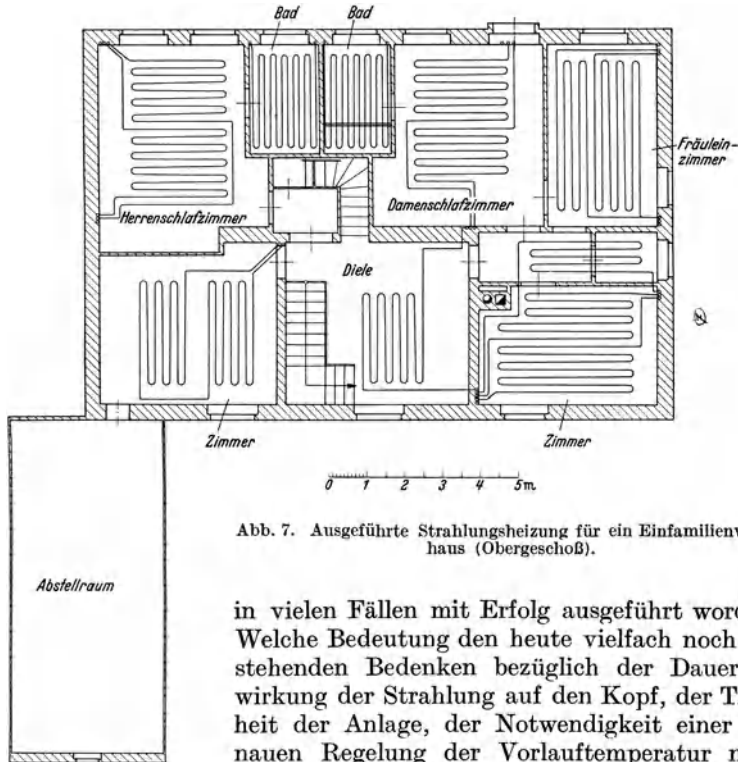 Bad
Bad
Fräulein-
zimmer
Herrenschlafzimmer
Damenschlafzimmer
Diele
Zimmer
Zimmer
0 1 2 3 4 5m.
Abstellraum
Abb. 7. Ausgeführte Strahlungsheizung für ein Einfamilienw
haus (Obergeschoß).
in vielen Fällen mit Erfolg ausgeführt word
Welche Bedeutung den heute vielfach noch
stehenden Bedenken bezüglich der Dauer
wirkung der Strahlung auf den Kopf, der T
heit der Anlage, der Notwendigkeit einer
nauen Regelung der Vorlauftemperatur